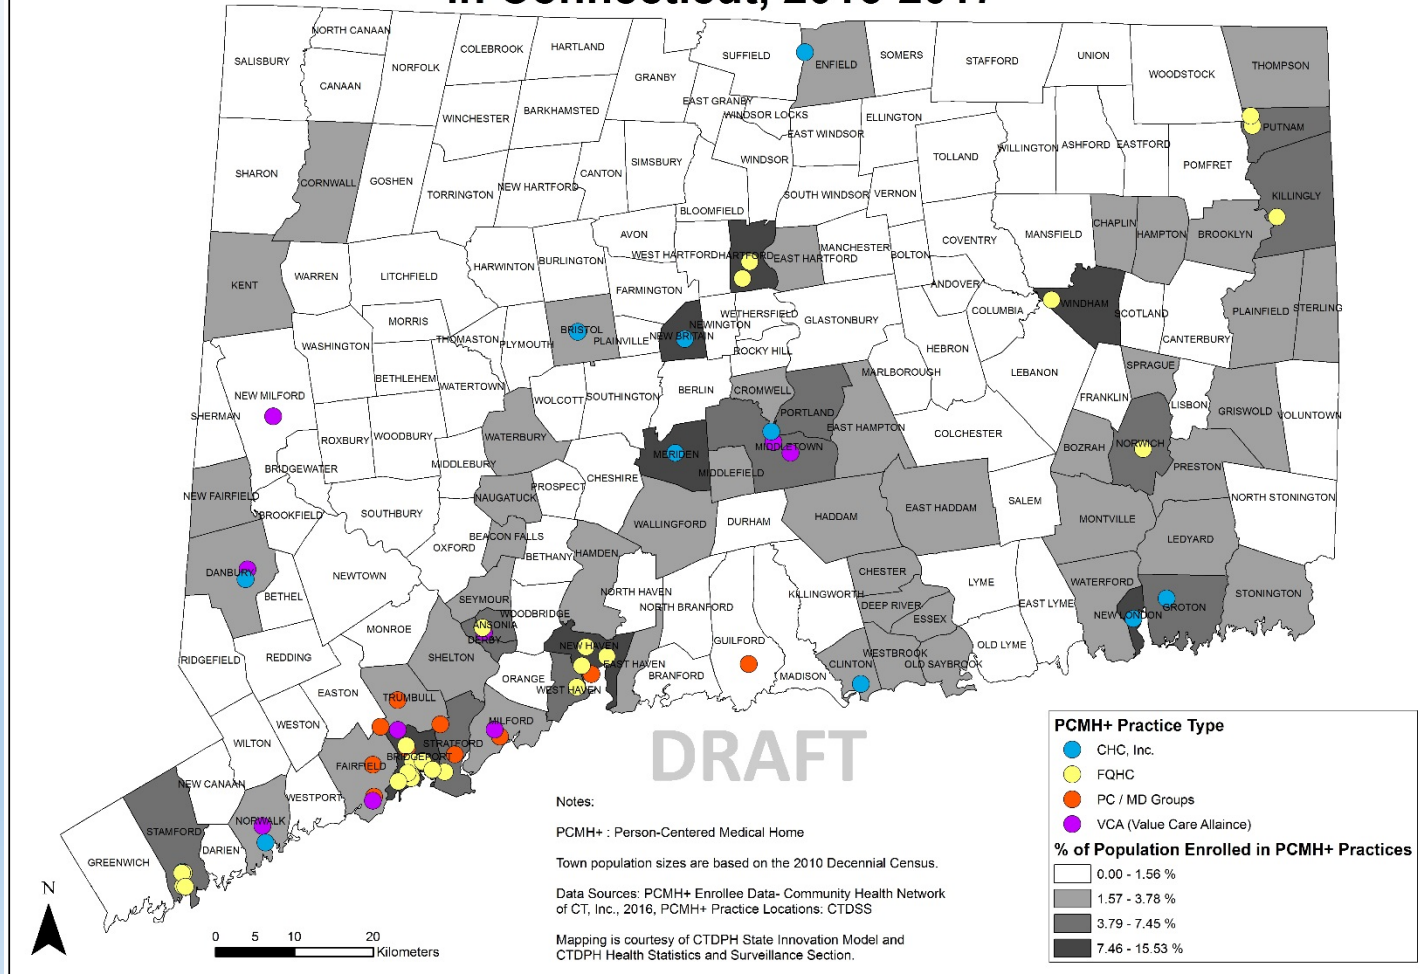 in Connecticut, 2016-2017
NORTH CANAAN
SALISBURY
CANAAN
NORFOLK
COLEBROOK
HARTLAND
SUFFIELD
ENFIELD
SOMERS
STAFFORD
UNION
WOODSTOCK
THOMPSON
GRANBY
EAST GRANBY
WINDSOR LOCKS
WINCHESTER
BARKHAMSTED
EAST WINDSOR
ELLINGTON
PUTNAM
SHARON
CORNWALL
GOSHEN
TORRINGTON
NEW HARTFORD
CANTON
SIMSBURY
WINDSOR
SOUTH WINDSOR
VERNON
TOLLAND
WILLINGTON
ASHFORD
EASTFORD
POMFRET
KILLINGLY
BLOOMFIELD
AVON
WEST HARTFORD
HARTFORD
EAST HARTFORD
MANCHESTER
BOLTON
COVENTRY
MANSFIELD
CHAPLIN
HAMPTON
BROOKLYN
KENT
WARREN
LITCHFIELD
HARWINTON
BURLINGTON
FARMINGTON
ANDOVER
COLUMBIA
WINDHAM
SCOTLAND
CANTERBURY
PLAINFIELD
STERLING
MORRIS
WASHINGTON
THOMASTON
PLYMOUTH
BRISTOL
PLAINVILLE
NEW BRITAIN
NEWINGTON
WETHERSFIELD
ROCKY HILL
GLASTONBURY
HEBRON
LEBANON
FRANKLIN
SPRAGUE
LISBON
GRISWOLD
VOLUNTOWN
BETHLEHEM
WATERTOWN
NEW MILFORD
SHERMAN
ROXBURY
WOODBURY
WATERBURY
WOLCOTT
SOUTHINGTON
BERLIN
CROMWELL
PORTLAND
MARLBOROUGH
EAST HAMPTON
COLCHESTER
BOZRAH
NORWICH
PRESTON
NORTH STONINGTON
MIDDLEBURY
BRIDGEWATER
MERIDEN
MIDDLETOWN
MIDDLEFIELD
CHESHIRE
PROSPECT
NAUGATUCK
NEW FAIRFIELD
BROOKFIELD
SOUTHBURY
OXFORD
BEACON FALLS
BETHANY
HAMDEN
WALLINGFORD
DURHAM
HADDAM
EAST HADDAM
SALEM
MONTVILLE
LEDYARD
DANBURY
BETHEL
NEWTOWN
SEYMOUR
WOODBRIDGE
NORTH HAVEN
NORTH BRANFORD
KILLINGWORTH
CHESTER
DEEP RIVER
ESSEX
LYME
EAST LYME
WATERFORD
NEW LONDON
GROTON
STONINGTON
MONROE
ANSONIA
DERBY
SHELTON
RIDGEFIELD
REDDING
NEW HAVEN
EAST HAVEN
GUILFORD
BRANFORD
MADISON
CLINTON
WESTBROOK
OLD SAYBROOK
OLD LYME
ORANGE
WEST HAVEN
EASTON
TRUMBULL
WESTON
WILTON
MILFORD
STRATFORD
BRIDGEPORT
FAIRFIELD
NEW CANAAN
WESTPORT
NORWALK
STAMFORD
DARIEN
GREENWICH
DRAFT
N
0 5 10 20
Kilometers
Notes:
PCMH+ : Person-Centered Medical Home
Town population sizes are based on the 2010 Decennial Census.
Data Sources: PCMH+ Enrollee Data- Community Health Network
of CT, Inc., 2016, PCMH+ Practice Locations: CTDSS
Mapping is courtesy of CTDPH State Innovation Model and
CTDPH Health Statistics and Surveillance Section.
PCMH+ Practice Type
CHC, Inc.
FQHC
PC / MD Groups
VCA (Value Care Allaince)
% of Population Enrolled in PCMH+ Practices
0.00 - 1.56 %
1.57 - 3.78 %
3.79 - 7.45 %
7.46 - 15.53 %